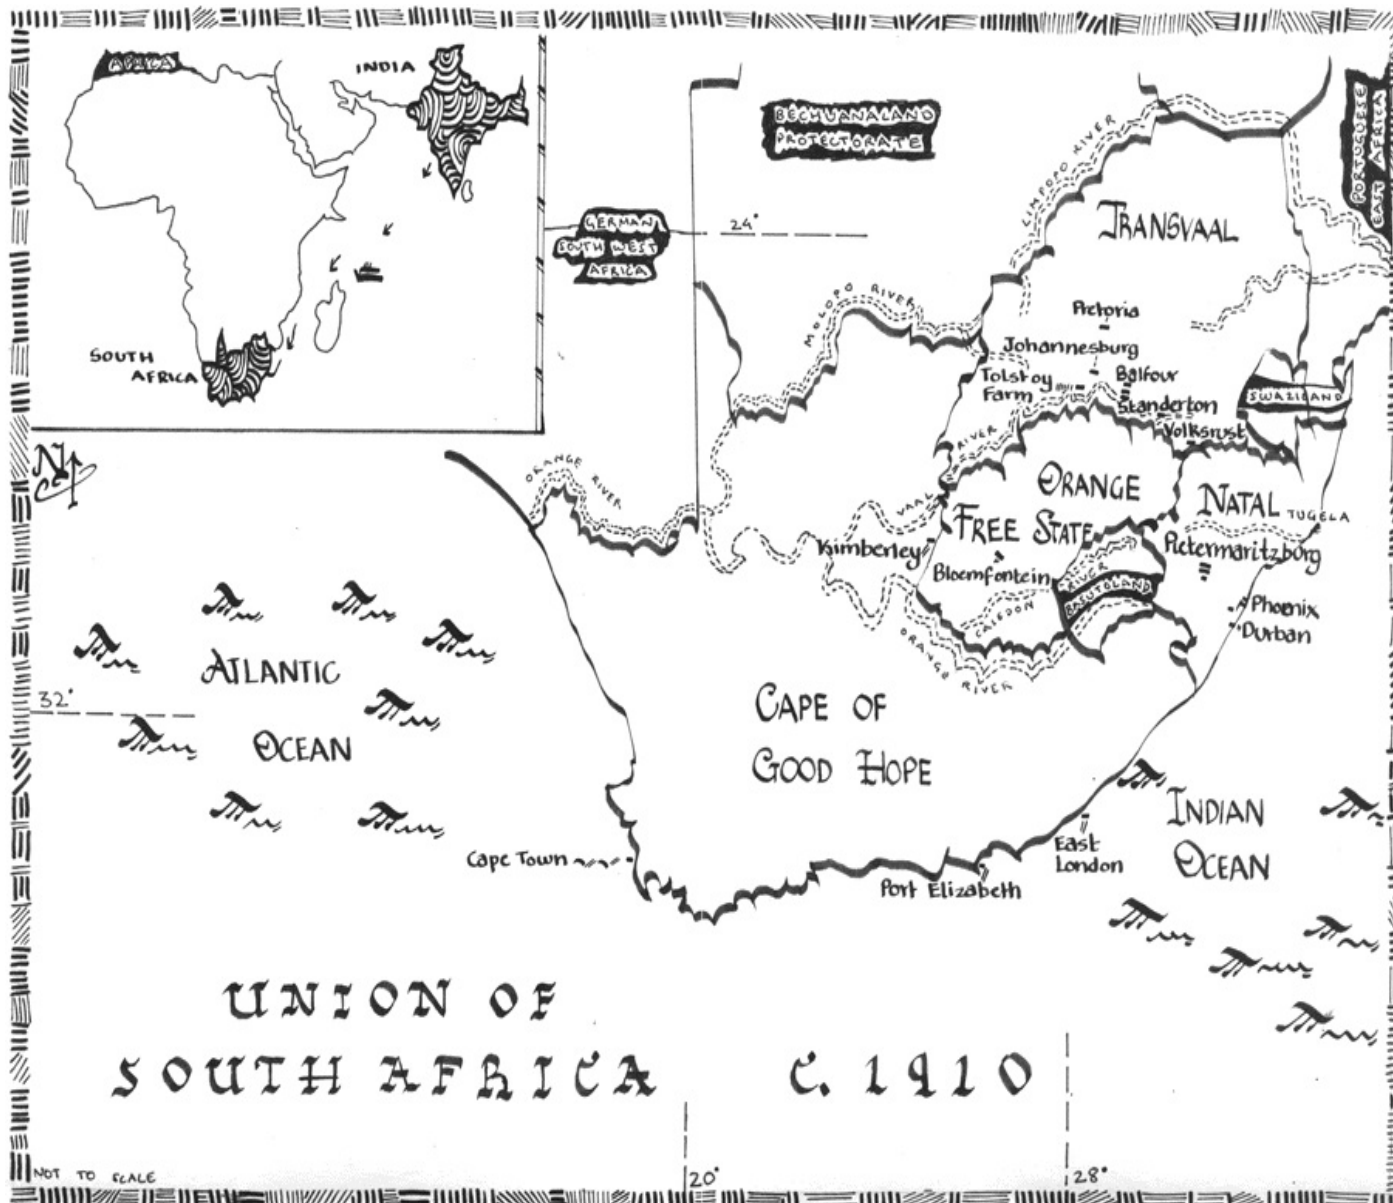 AFRICA
INDIA
SOUTH
AFRICA
BECHUANALAND
PROTECTORATE
PORTUGUESE
EAST AFRICA
GERMAN
SOUTH WEST
AFRICA
24°
LIMPOPO RIVER
TRANSVAAL
MOLOPO RIVER
Pretoria
Johannesburg
Tolstoy
Farm
Balfour
Standerton
Volksrust
SWAZILAND
N
ORANGE RIVER
VAAL RIVER
ORANGE
FREE STATE
NATAL
TUGELA
Kimberley
Pietermaritzburg
Bloemfontein
CALEDON RIVER
BASUTOLAND
Phoenix
Durban
ORANGO RIVER
ATLANTIC
OCEAN
32°
CAPE OF
GOOD HOPE
INDIAN
OCEAN
Cape Town
East
London
Port Elizabeth
UNION OF
SOUTH AFRICA C. 1910
NOT TO SCALE
20°
28°